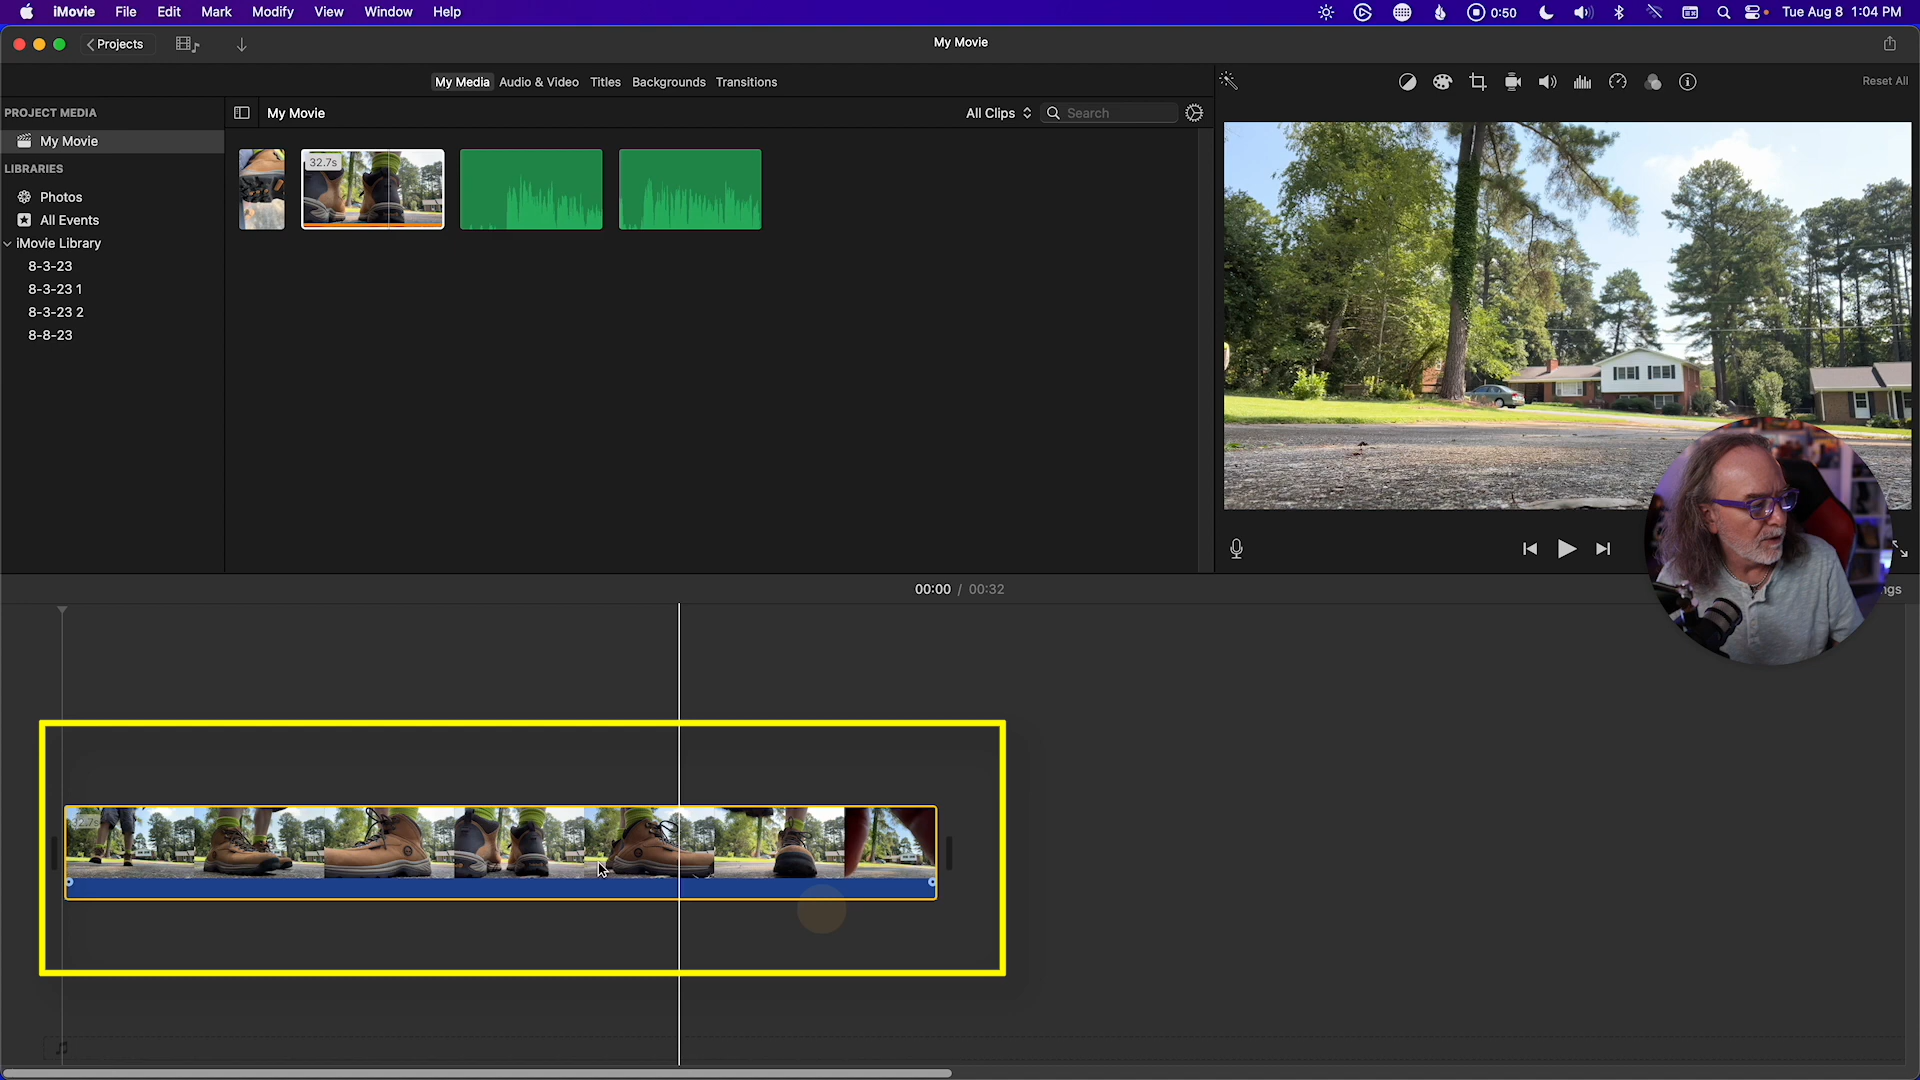 iMovie File Edit Mark Modify View Window Help 0:50 Tue Aug 8 1:04 PM
Projects My Movie
My Media Audio & Video Titles Backgrounds Transitions Reset All
PROJECT MEDIA My Movie All Clips Search
My Movie
32.7s
LIBRARIES
Photos
All Events
iMovie Library
8-3-23
8-3-23 1
8-3-23 2
8-8-23
00:00 / 00:32 ngs
32.7s